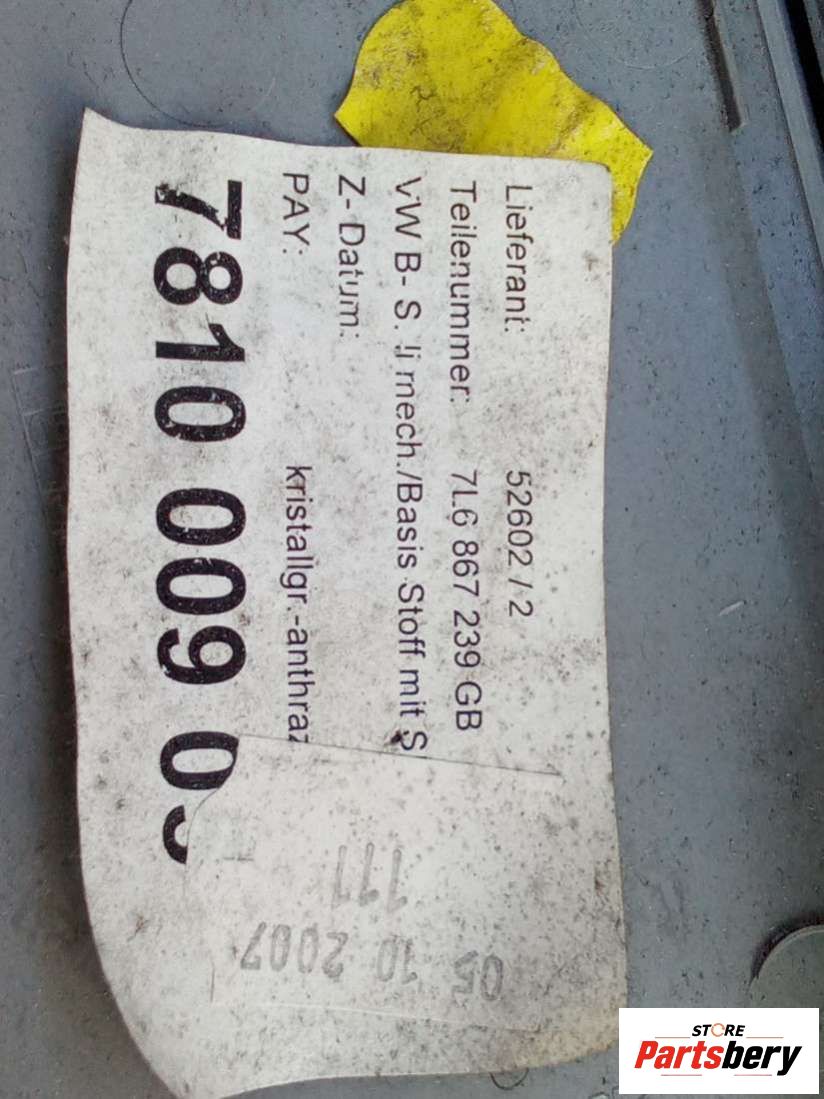 Lieferant: 52602 / 2
Teilenummer: 7L6 867 239 GB
VW B- S. li mech./Basis Stoff mit S
Z- Datum:
PAY: kristallgr.-anthraz
7810 009 0
111
05 10 2007
STORE
Partsbery